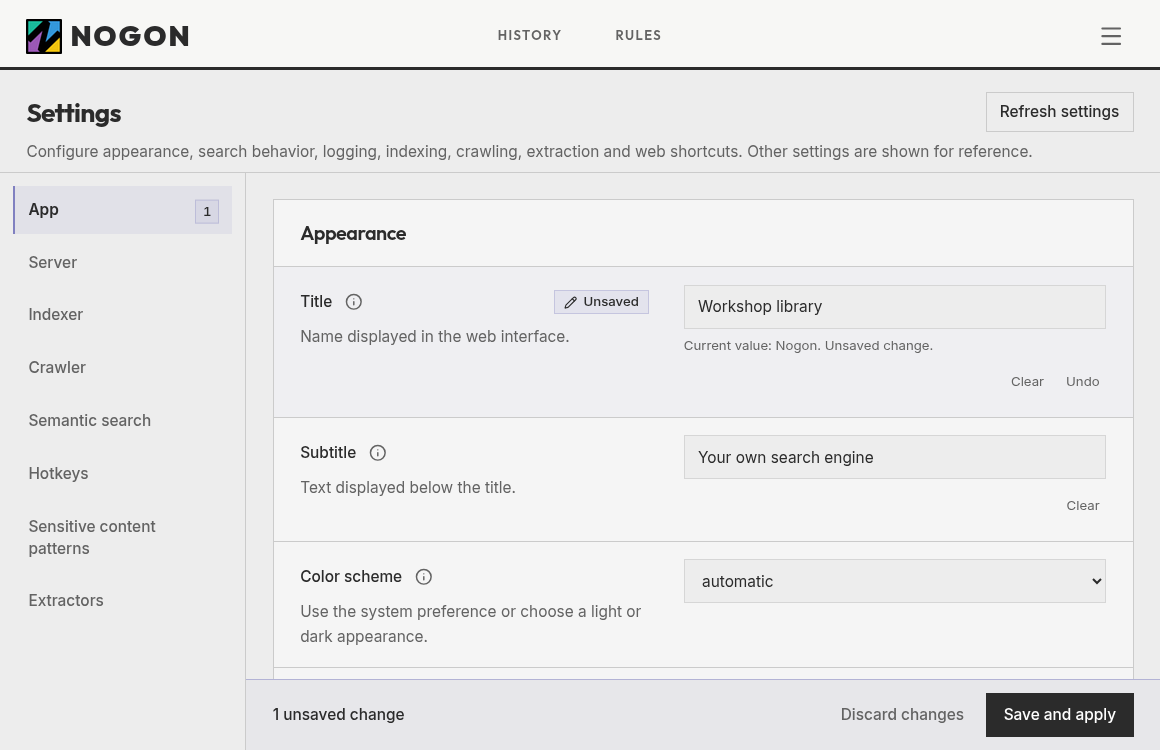 NOGON
HISTORY
RULES
Settings
Refresh settings
Configure appearance, search behavior, logging, indexing, crawling, extraction and web shortcuts. Other settings are shown for reference.
App
1
Server
Indexer
Crawler
Semantic search
Hotkeys
Sensitive content
patterns
Extractors
Appearance
Title
Unsaved
Name displayed in the web interface.
Workshop library
Current value: Nogon. Unsaved change.
Clear
Undo
Subtitle
Text displayed below the title.
Your own search engine
Clear
Color scheme
Use the system preference or choose a light or
dark appearance.
automatic
1 unsaved change
Discard changes
Save and apply